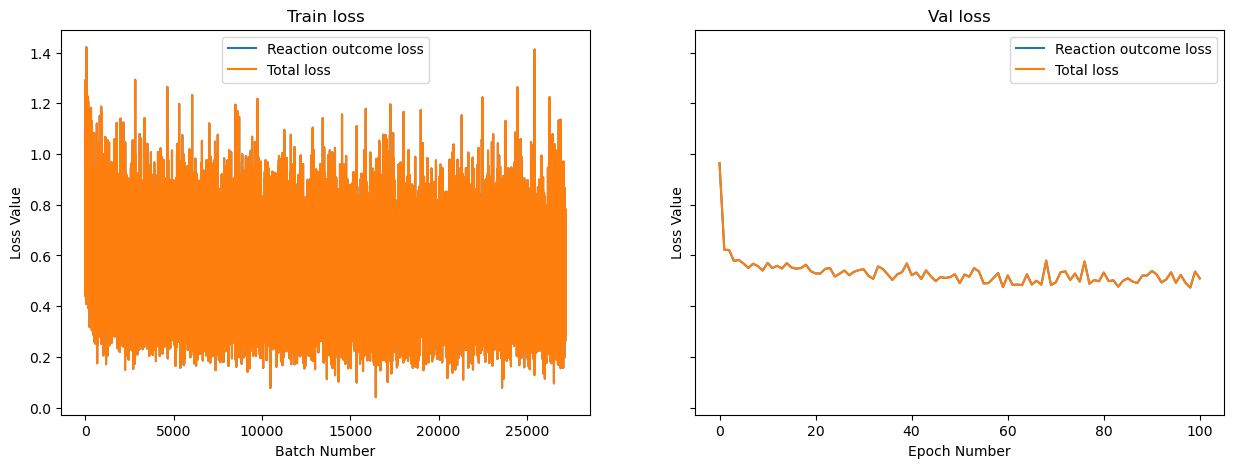 Train loss
Reaction outcome loss
Total loss
Loss Value
1.4
1.2
1.0
0.8
0.6
0.4
0.2
0.0
0
5000
10000
15000
20000
25000
Batch Number
Val loss
Reaction outcome loss
Total loss
Loss Value
0
20
40
60
80
100
Epoch Number